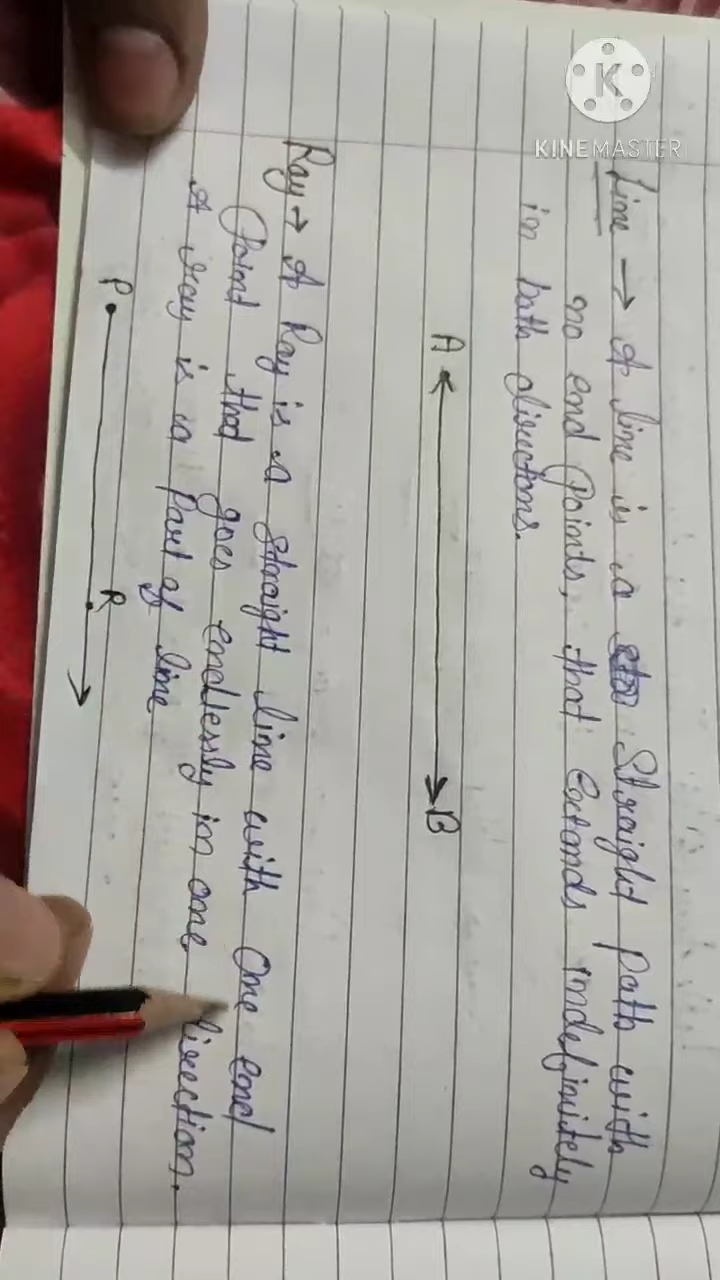 KINEMASTER
Line → A line is a Straight Path with
no end Points, that Extends indefinitely
in both directions.
A B
Ray → A Ray is a straight line with One end
Point that goes endlessly in one direction.
A ray is a Part of line
P R